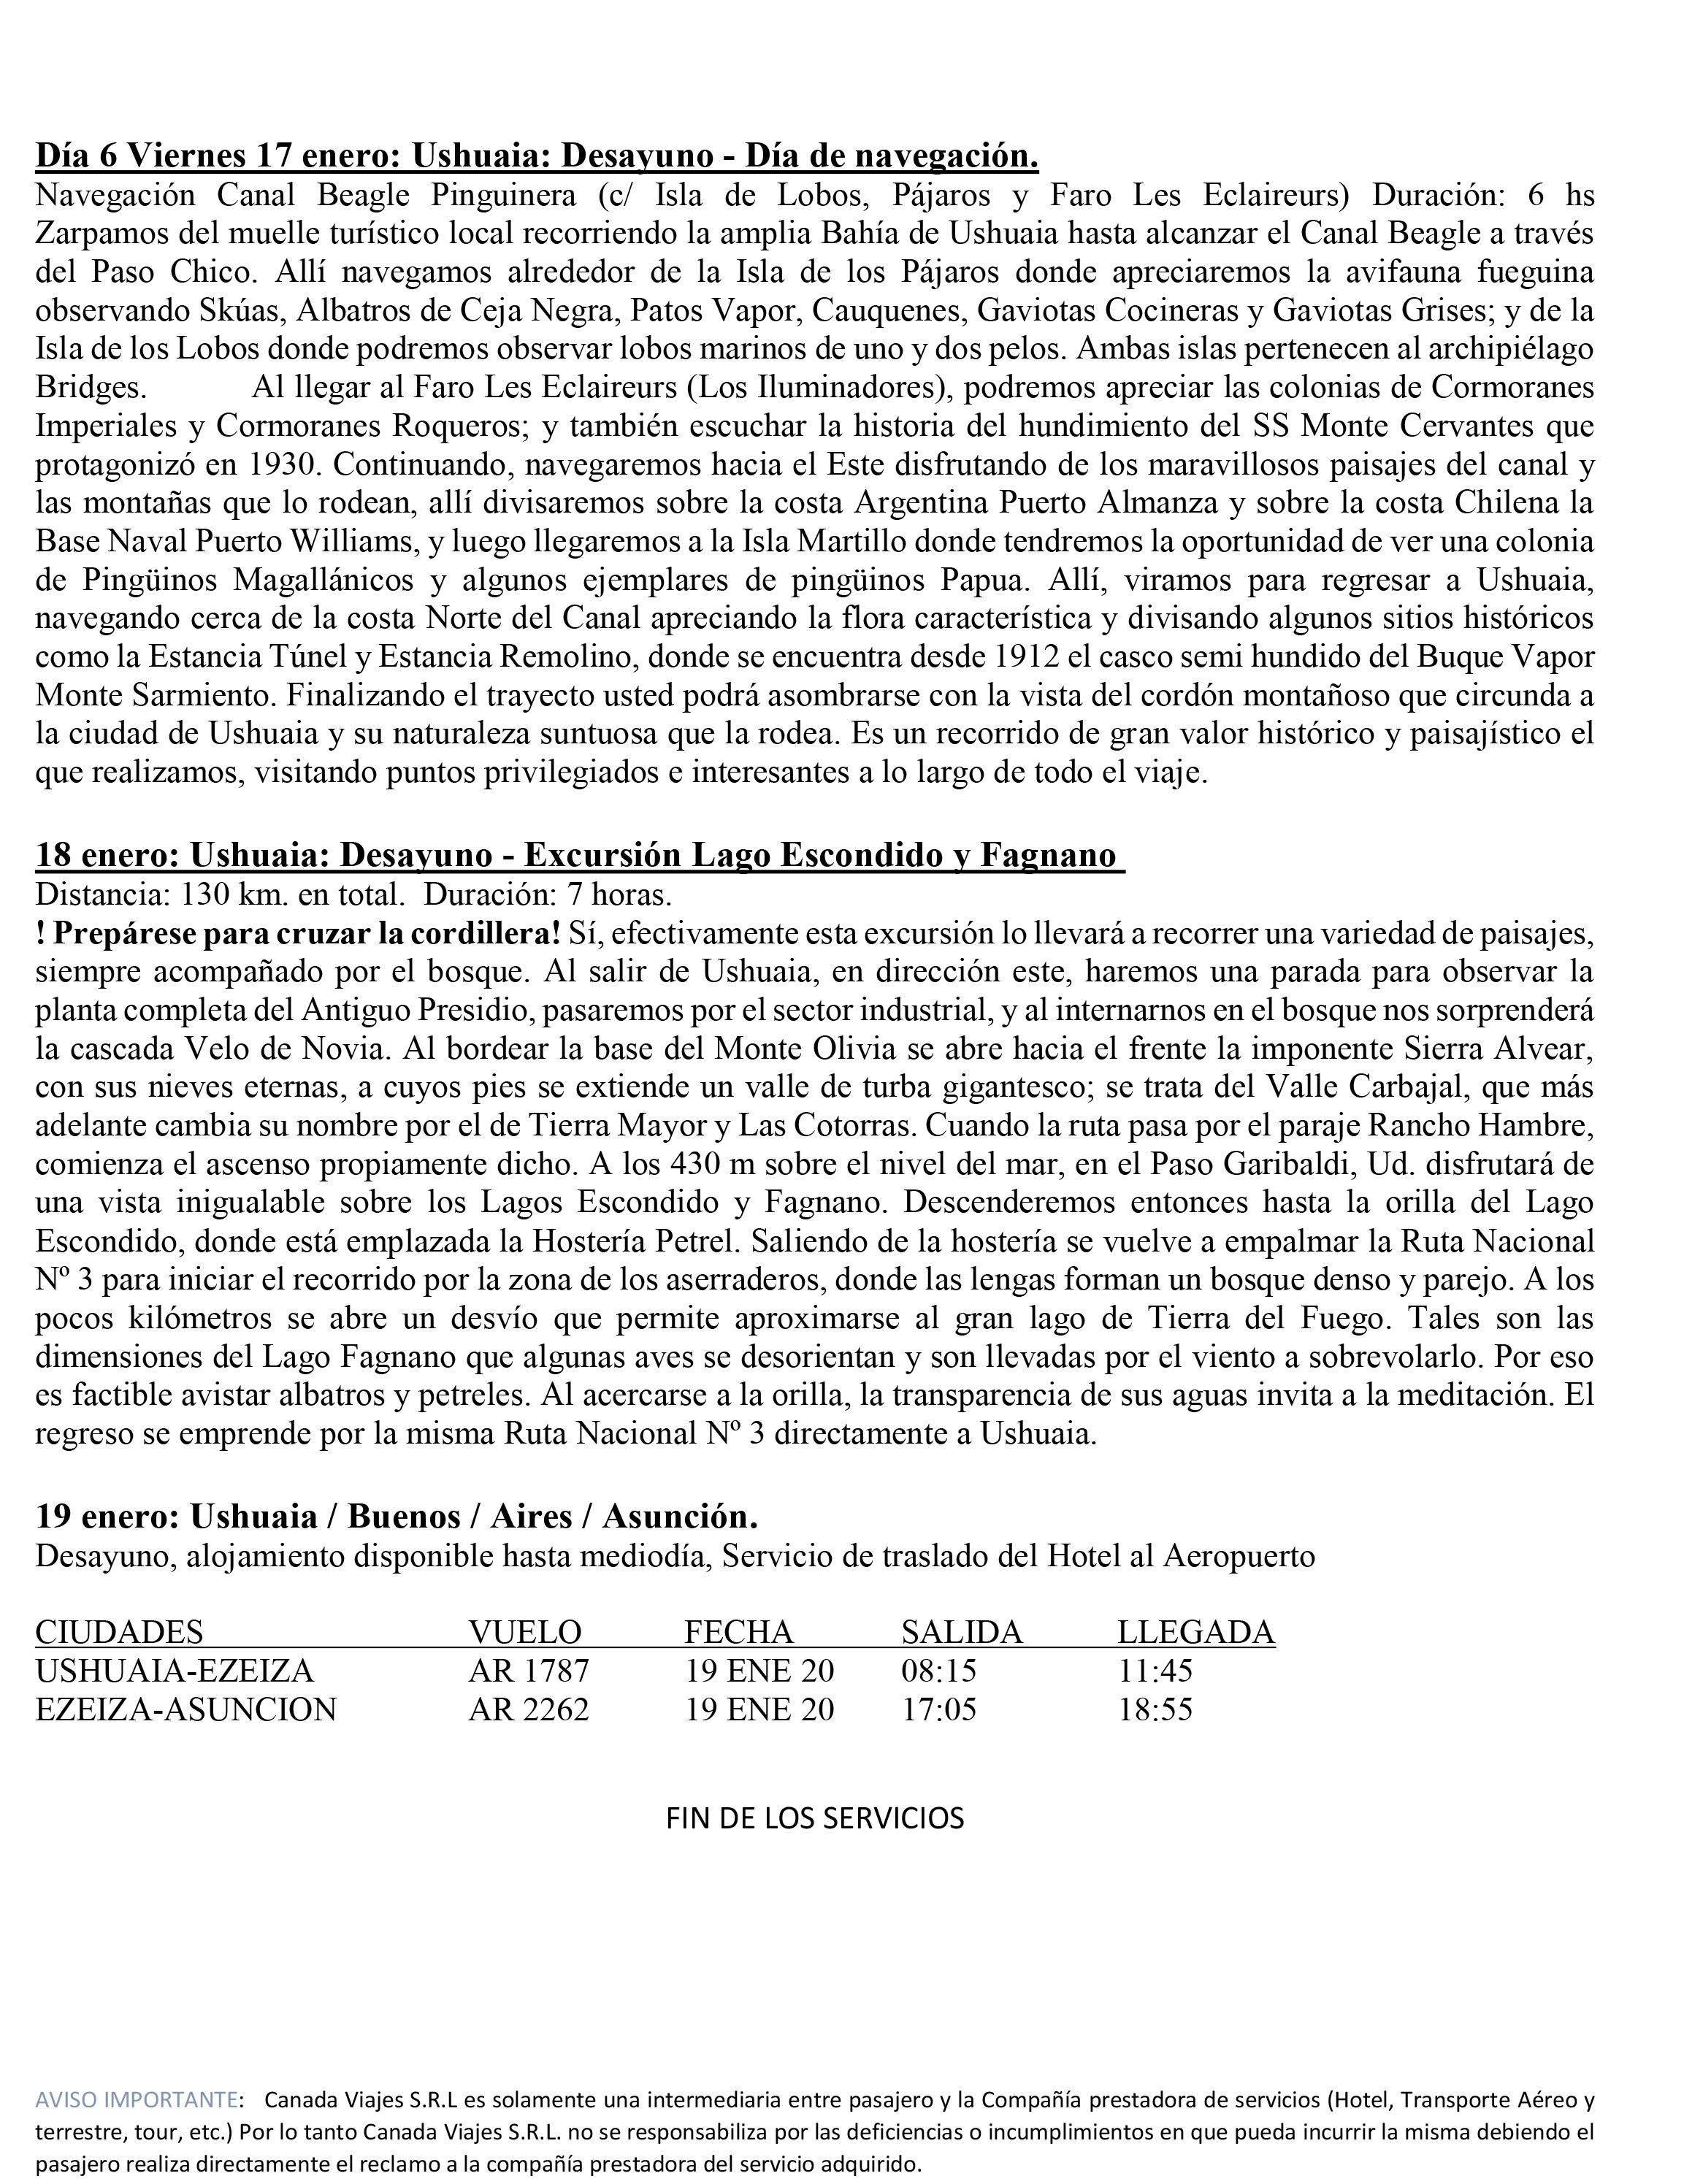 Día 6 Viernes 17 enero: Ushuaia: Desayuno - Día de navegación.
Navegación Canal Beagle Pinguinera (c/ Isla de Lobos, Pájaros y Faro Les Eclaireurs) Duración: 6 hs
Zarpamos del muelle turístico local recorriendo la amplia Bahía de Ushuaia hasta alcanzar el Canal Beagle a través
del Paso Chico. Allí navegamos alrededor de la Isla de los Pájaros donde apreciaremos la avifauna fueguina
observando Skúas, Albatros de Ceja Negra, Patos Vapor, Cauquenes, Gaviotas Cocineras y Gaviotas Grises; y de la
Isla de los Lobos donde podremos observar lobos marinos de uno y dos pelos. Ambas islas pertenecen al archipiélago
Bridges. Al llegar al Faro Les Eclaireurs (Los Iluminadores), podremos apreciar las colonias de Cormoranes
Imperiales y Cormoranes Roqueros; y también escuchar la historia del hundimiento del SS Monte Cervantes que
protagonizó en 1930. Continuando, navegaremos hacia el Este disfrutando de los maravillosos paisajes del canal y
las montañas que lo rodean, allí divisaremos sobre la costa Argentina Puerto Almanza y sobre la costa Chilena la
Base Naval Puerto Williams, y luego llegaremos a la Isla Martillo donde tendremos la oportunidad de ver una colonia
de Pingüinos Magallánicos y algunos ejemplares de pingüinos Papua. Allí, viramos para regresar a Ushuaia,
navegando cerca de la costa Norte del Canal apreciando la flora característica y divisando algunos sitios históricos
como la Estancia Túnel y Estancia Remolino, donde se encuentra desde 1912 el casco semi hundido del Buque Vapor
Monte Sarmiento. Finalizando el trayecto usted podrá asombrarse con la vista del cordón montañoso que circunda a
la ciudad de Ushuaia y su naturaleza suntuosa que la rodea. Es un recorrido de gran valor histórico y paisajístico el
que realizamos, visitando puntos privilegiados e interesantes a lo largo de todo el viaje.
18 enero: Ushuaia: Desayuno - Excursión Lago Escondido y Fagnano
Distancia: 130 km. en total. Duración: 7 horas.
! Prepárese para cruzar la cordillera! Sí, efectivamente esta excursión lo llevará a recorrer una variedad de paisajes,
siempre acompañado por el bosque. Al salir de Ushuaia, en dirección este, haremos una parada para observar la
planta completa del Antiguo Presidio, pasaremos por el sector industrial, y al internarnos en el bosque nos sorprenderá
la cascada Velo de Novia. Al bordear la base del Monte Olivia se abre hacia el frente la imponente Sierra Alvear,
con sus nieves eternas, a cuyos pies se extiende un valle de turba gigantesco; se trata del Valle Carbajal, que más
adelante cambia su nombre por el de Tierra Mayor y Las Cotorras. Cuando la ruta pasa por el paraje Rancho Hambre,
comienza el ascenso propiamente dicho. A los 430 m sobre el nivel del mar, en el Paso Garibaldi, Ud. disfrutará de
una vista inigualable sobre los Lagos Escondido y Fagnano. Descenderemos entonces hasta la orilla del Lago
Escondido, donde está emplazada la Hostería Petrel. Saliendo de la hostería se vuelve a empalmar la Ruta Nacional
Nº 3 para iniciar el recorrido por la zona de los aserraderos, donde las lengas forman un bosque denso y parejo. A los
pocos kilómetros se abre un desvío que permite aproximarse al gran lago de Tierra del Fuego. Tales son las
dimensiones del Lago Fagnano que algunas aves se desorientan y son llevadas por el viento a sobrevolarlo. Por eso
es factible avistar albatros y petreles. Al acercarse a la orilla, la transparencia de sus aguas invita a la meditación. El
regreso se emprende por la misma Ruta Nacional Nº 3 directamente a Ushuaia.
19 enero: Ushuaia / Buenos / Aires / Asunción.
Desayuno, alojamiento disponible hasta mediodía, Servicio de traslado del Hotel al Aeropuerto
CIUDADES VUELO FECHA SALIDA LLEGADA
USHUAIA-EZEIZA AR 1787 19 ENE 20 08:15 11:45
EZEIZA-ASUNCION AR 2262 19 ENE 20 17:05 18:55
FIN DE LOS SERVICIOS
AVISO IMPORTANTE: Canada Viajes S.R.L es solamente una intermediaria entre pasajero y la Compañía prestadora de servicios (Hotel, Transporte Aéreo y
terrestre, tour, etc.) Por lo tanto Canada Viajes S.R.L. no se responsabiliza por las deficiencias o incumplimientos en que pueda incurrir la misma debiendo el
pasajero realiza directamente el reclamo a la compañía prestadora del servicio adquirido.